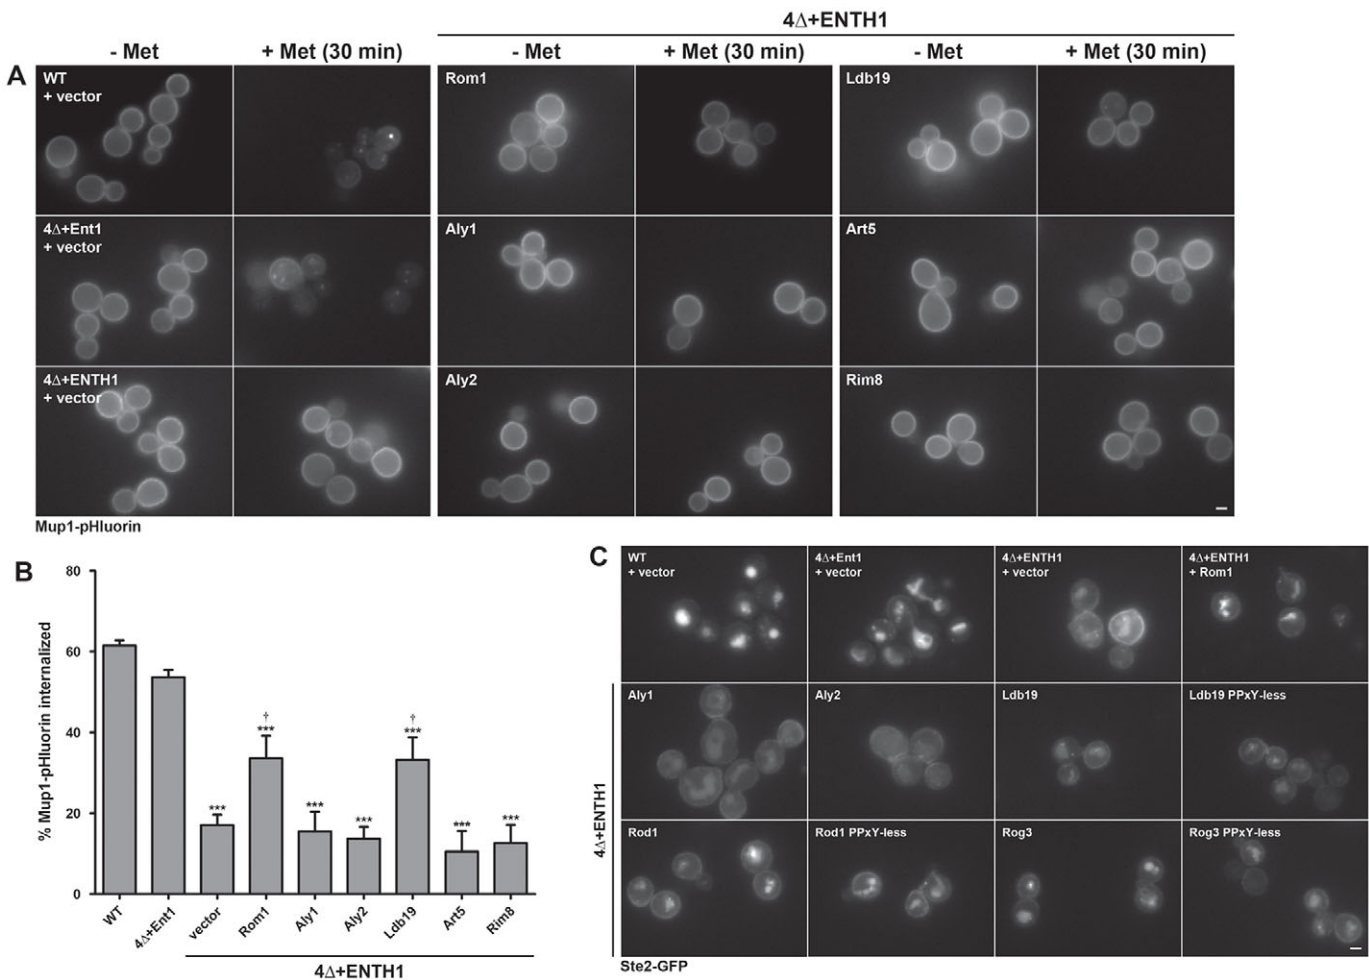 4Δ+ENTH1
- Met
+ Met (30 min)
- Met
+ Met (30 min)
- Met
+ Met (30 min)
A
WT
+ vector
Rom1
Ldb19
4Δ+Ent1
+ vector
Aly1
Art5
4Δ+ENTH1
+ vector
Aly2
Rim8
Mup1-pHluorin
B
% Mup1-pHluorin internalized
80
60
40
20
0
***
†
***
***
***
†
***
***
***
WT
4Δ+Ent1
vector
Rom1
Aly1
Aly2
Ldb19
Art5
Rim8
4Δ+ENTH1
C
WT
+ vector
4Δ+Ent1
+ vector
4Δ+ENTH1
+ vector
4Δ+ENTH1
+ Rom1
4Δ+ENTH1
Aly1
Aly2
Ldb19
Ldb19 PPxY-less
Rod1
Rod1 PPxY-less
Rog3
Rog3 PPxY-less
Ste2-GFP